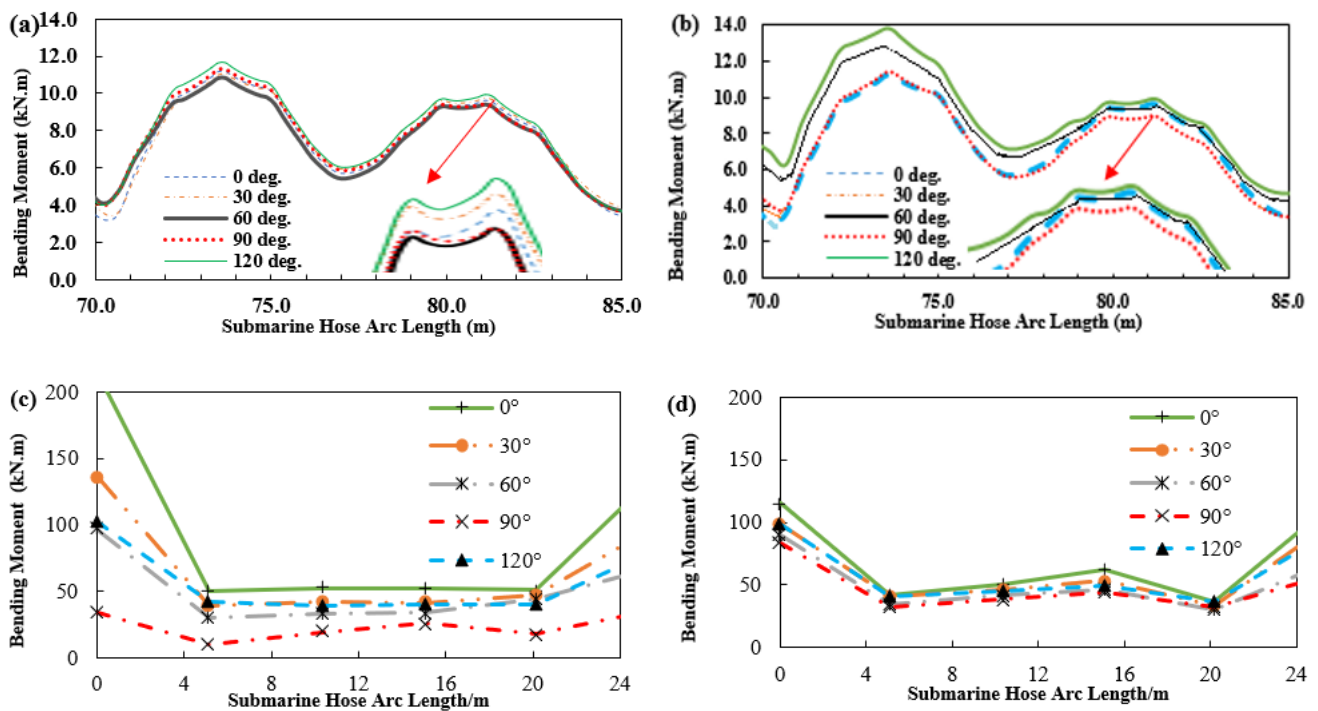 (a)
Bending Moment (kN.m)
14.0
12.0
10.0
8.0
6.0
4.0
2.0
0.0
0 deg.
30 deg.
60 deg.
90 deg.
120 deg.
70.0 75.0 80.0 85.0
Submarine Hose Arc Length (m)
(b)
Bending Moment (kN.m)
14.0
12.0
10.0
8.0
6.0
4.0
2.0
0.0
0 deg.
30 deg.
60 deg.
90 deg.
120 deg.
70.0 75.0 80.0 85.0
Submarine Hose Arc Length (m)
(c)
Bending Moment (kN.m)
200
150
100
50
0
0°
30°
60°
90°
120°
0 4 8 12 16 20 24
Submarine Hose Arc Length/m
(d)
Bending Moment (kN.m)
200
150
100
50
0
0°
30°
60°
90°
120°
0 4 8 12 16 20 24
Submarine Hose Arc Length/m